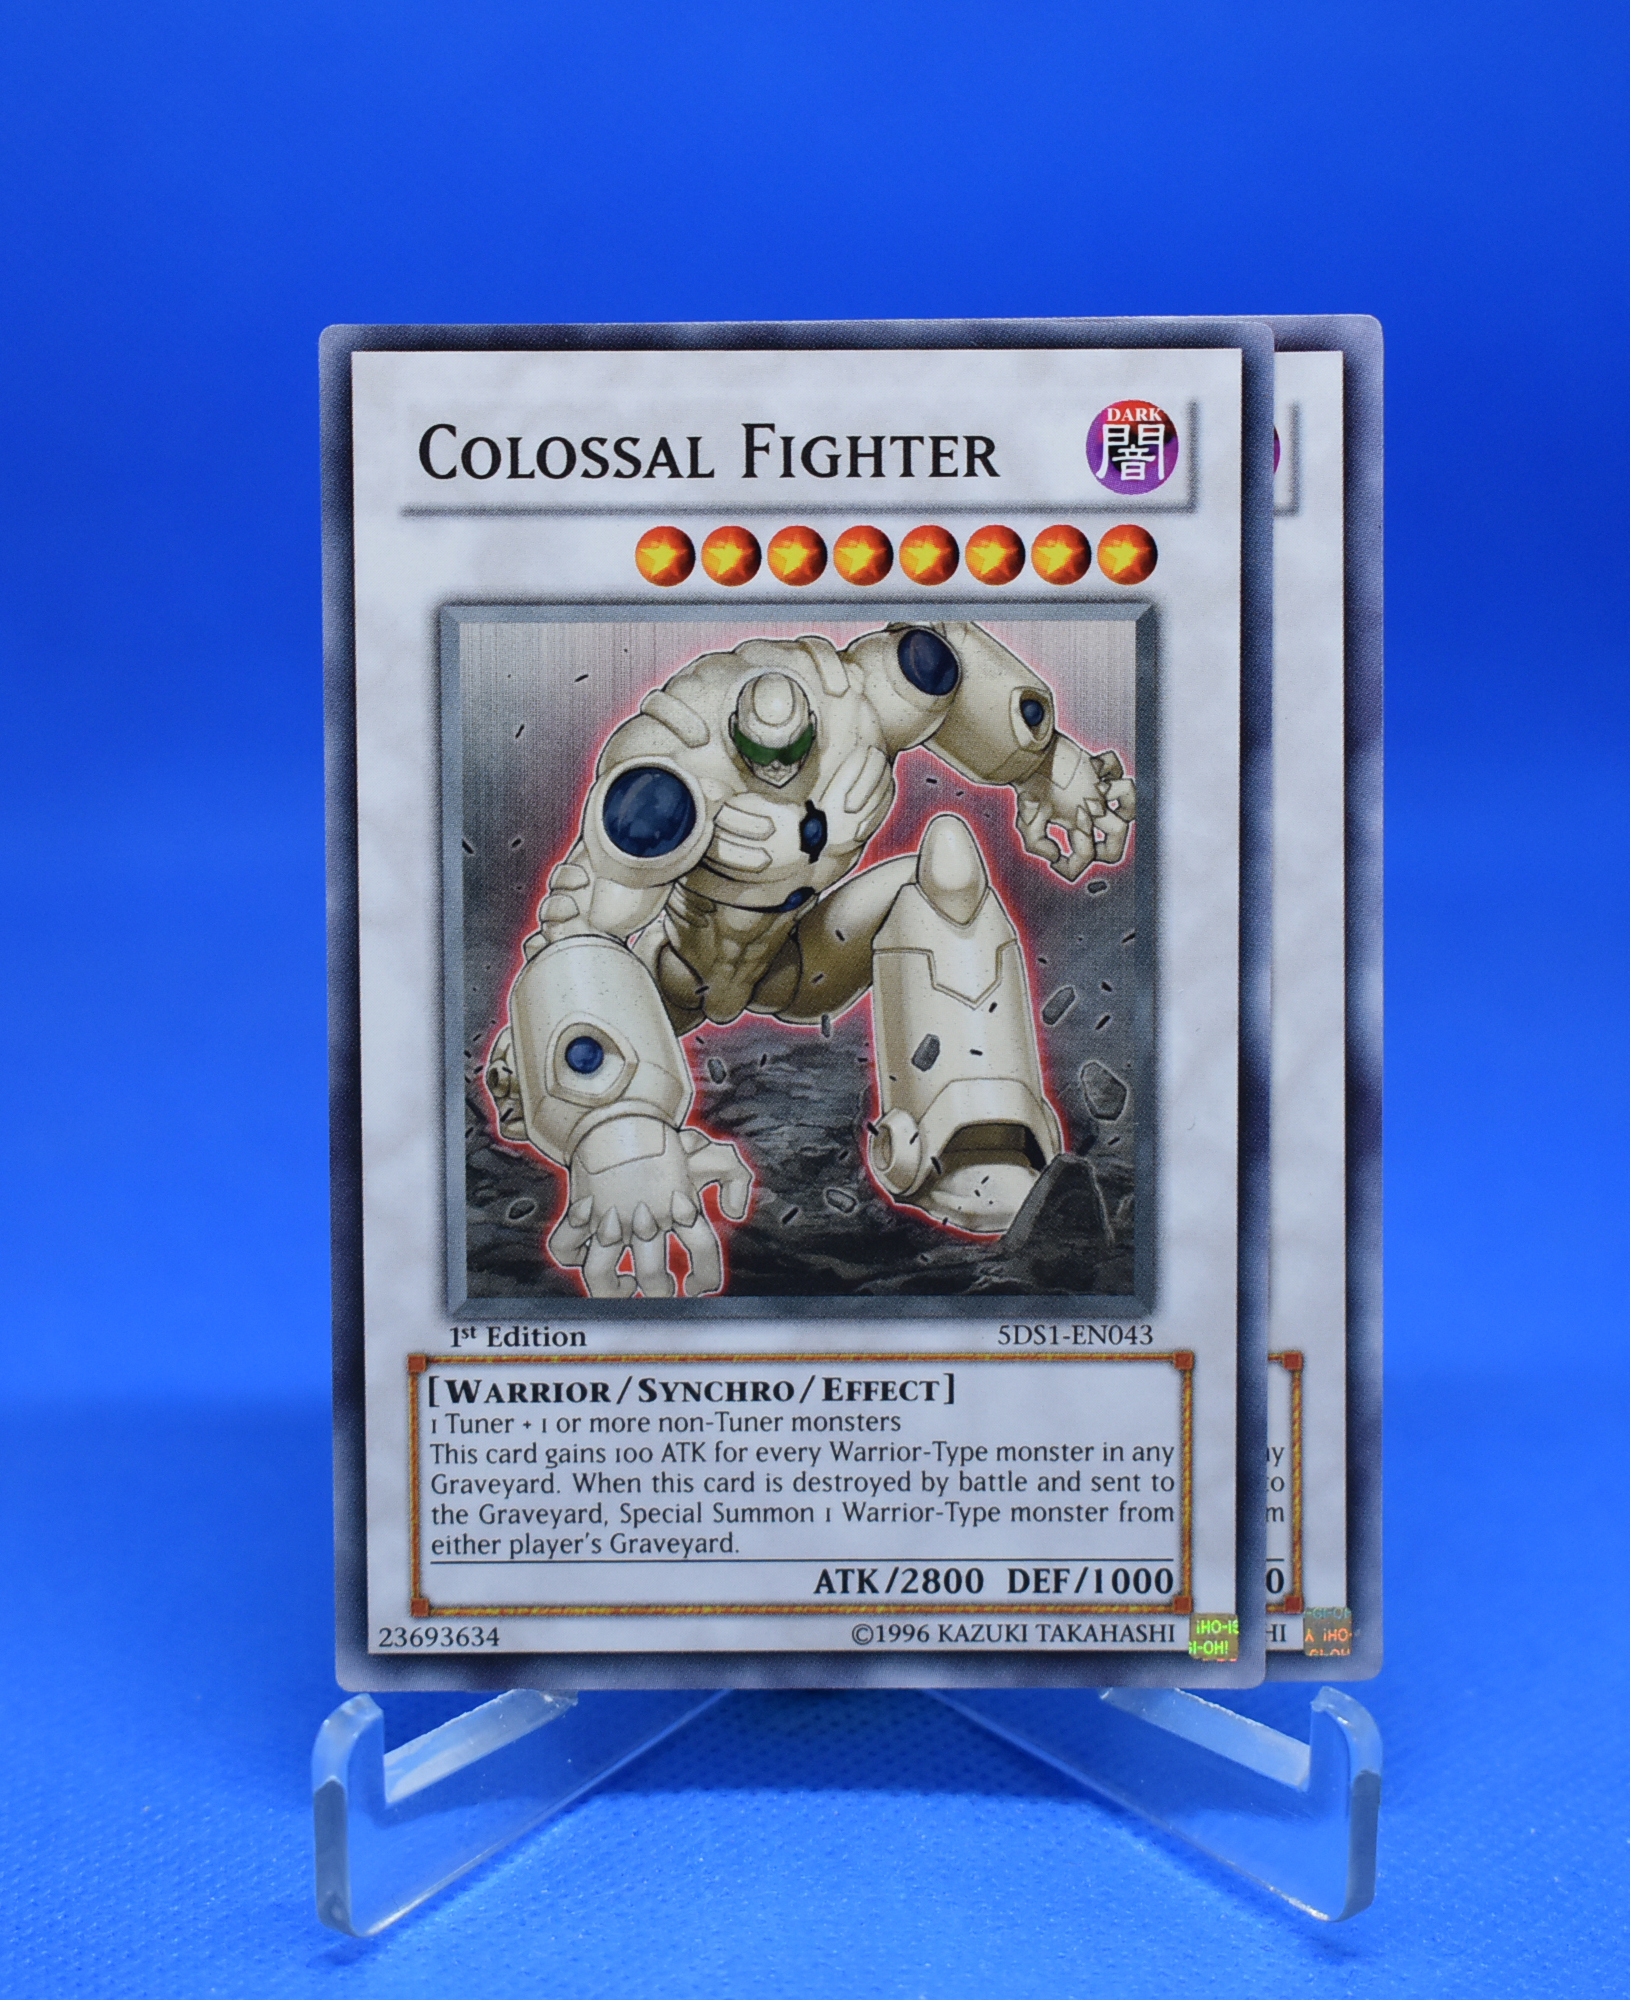 COLOSSAL FIGHTER
DARK
闇
1st Edition
5DS1-EN043
[WARRIOR/SYNCHRO/EFFECT]
1 Tuner + 1 or more non-Tuner monsters
This card gains 100 ATK for every Warrior-Type monster in any
Graveyard. When this card is destroyed by battle and sent to
the Graveyard, Special Summon 1 Warrior-Type monster from
either player's Graveyard.
ATK/2800 DEF/1000
23693634
©1996 KAZUKI TAKAHASHI